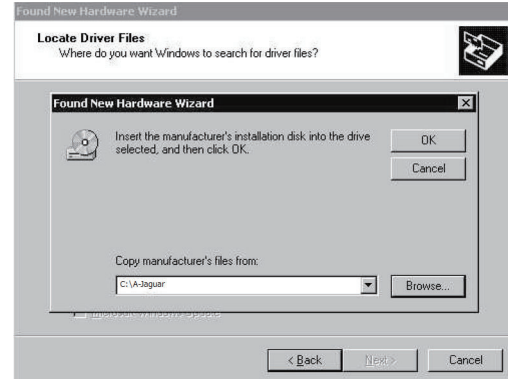 Found New Hardware Wizard
Locate Driver Files
Where do you want Windows to search for driver files?
Found New Hardware Wizard
Insert the manufacturer's installation disk into the drive
selected, and then click OK.
OK
Cancel
Copy manufacturer's files from:
C:\A-Jaguar
Browse...
< Back
Next >
Cancel